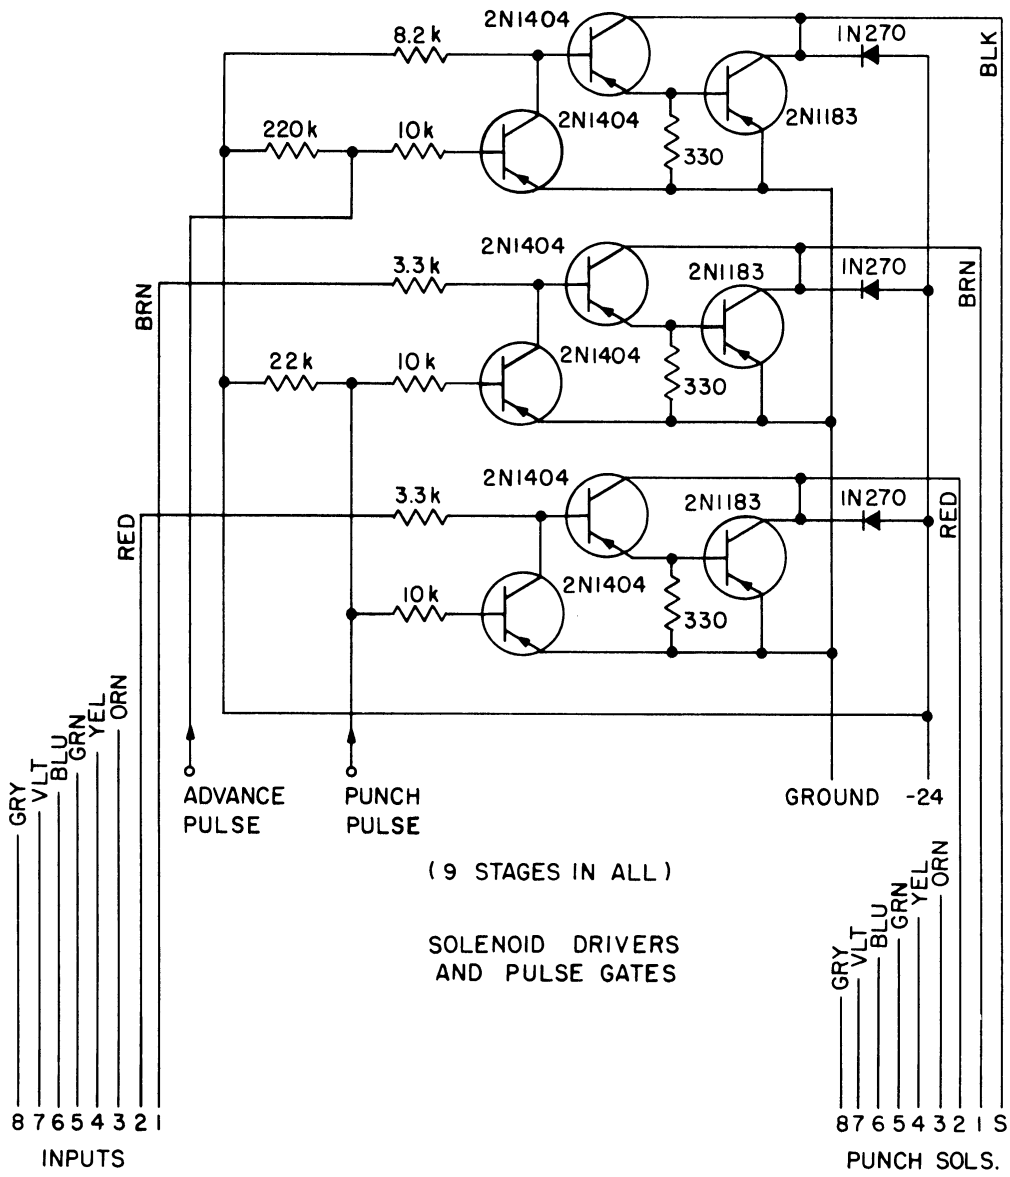 2N1404
8.2k
1N270
BLK
2N1404
2N1183
220k
10k
330
2N1404
3.3k
2N1183
1N270
BRN
BRN
2N1404
22k
10k
330
2N1404
3.3k
2N1183
1N270
RED
RED
2N1404
10k
330
ORN
YEL
GRN
BLU
VLT
GRY
ADVANCE
PULSE
PUNCH
PULSE
GROUND -24
(9 STAGES IN ALL)
SOLENOID DRIVERS
AND PULSE GATES
ORN
YEL
GRN
BLU
VLT
GRY
8 7 6 5 4 3 2 1
INPUTS
8 7 6 5 4 3 2 1 S
PUNCH SOLS.